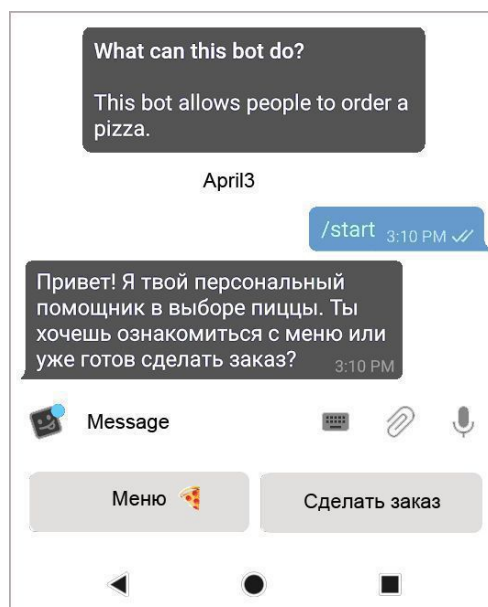 What can this bot do?
This bot allows people to order a
pizza.
April3
/start 3:10 PM
Привет! Я твой персональный
помощник в выборе пиццы. Ты
хочешь ознакомиться с меню или
уже готов сделать заказ?
3:10 PM
Message
Меню 🍕
Сделать заказ